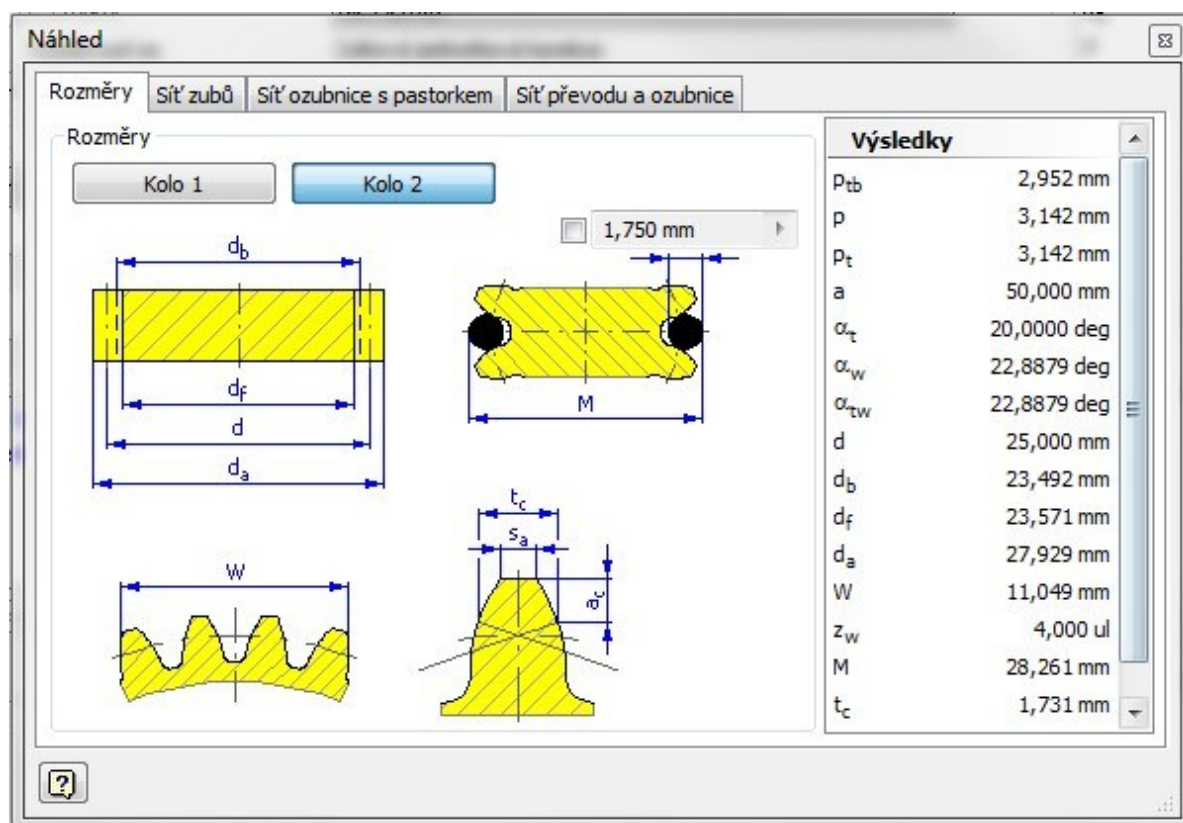 Náhled
Rozměry Síť zubů Síť ozubnice s pastorkem Síť převodu a ozubnice
Rozměry
Kolo 1 Kolo 2
1,750 mm
db
df
d
da
M
W
tc
sa
ac
Výsledky
ptb 2,952 mm
p 3,142 mm
pt 3,142 mm
a 50,000 mm
αt 20,0000 deg
αw 22,8879 deg
αtw 22,8879 deg
d 25,000 mm
db 23,492 mm
df 23,571 mm
da 27,929 mm
W 11,049 mm
zw 4,000 ul
M 28,261 mm
tc 1,731 mm